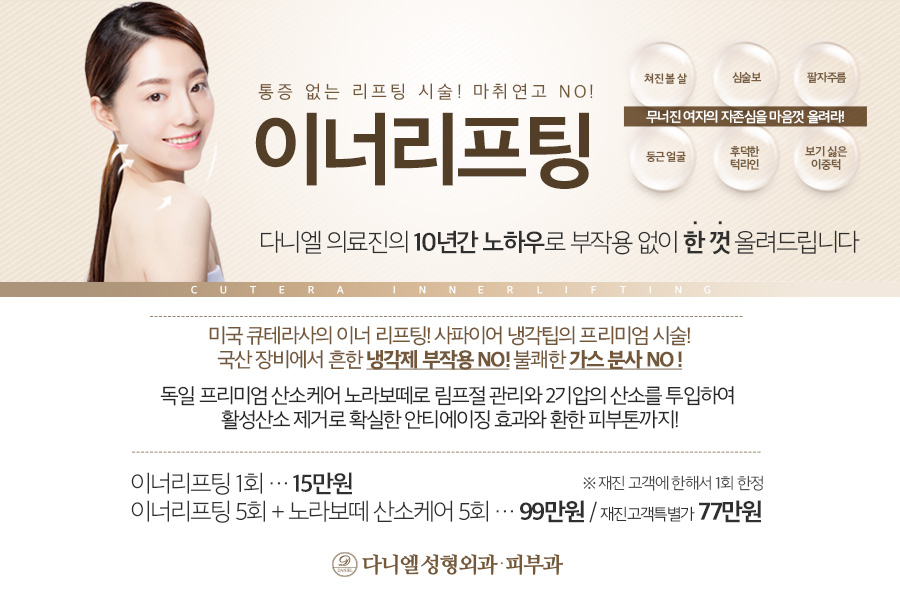 통증 없는 리프팅 시술! 마취연고 NO!
이너리프팅
쳐진 볼 살
심술보
팔자주름
무너진 여자의 자존심을 마음껏 올려라!
둥근 얼굴
후덕한
턱라인
보기 싫은
이중턱
다니엘 의료진의 10년간 노하우로 부작용 없이 한 껏 올려드립니다
CUTERA INNERLIFTING
미국 큐테라사의 이너 리프팅! 사파이어 냉각팁의 프리미엄 시술!
국산 장비에서 흔한 냉각제 부작용 NO! 불쾌한 가스 분사 NO !
독일 프리미엄 산소케어 노라보떼로 림프절 관리와 2기압의 산소를 투입하여
활성산소 제거로 확실한 안티에이징 효과와 환한 피부톤까지!
이너리프팅 1회 … 15만원
※ 재진 고객에 한해서 1회 한정
이너리프팅 5회 + 노라보떼 산소케어 5회 … 99만원 / 재진고객특별가 77만원
DANIEL
다니엘성형외과·피부과